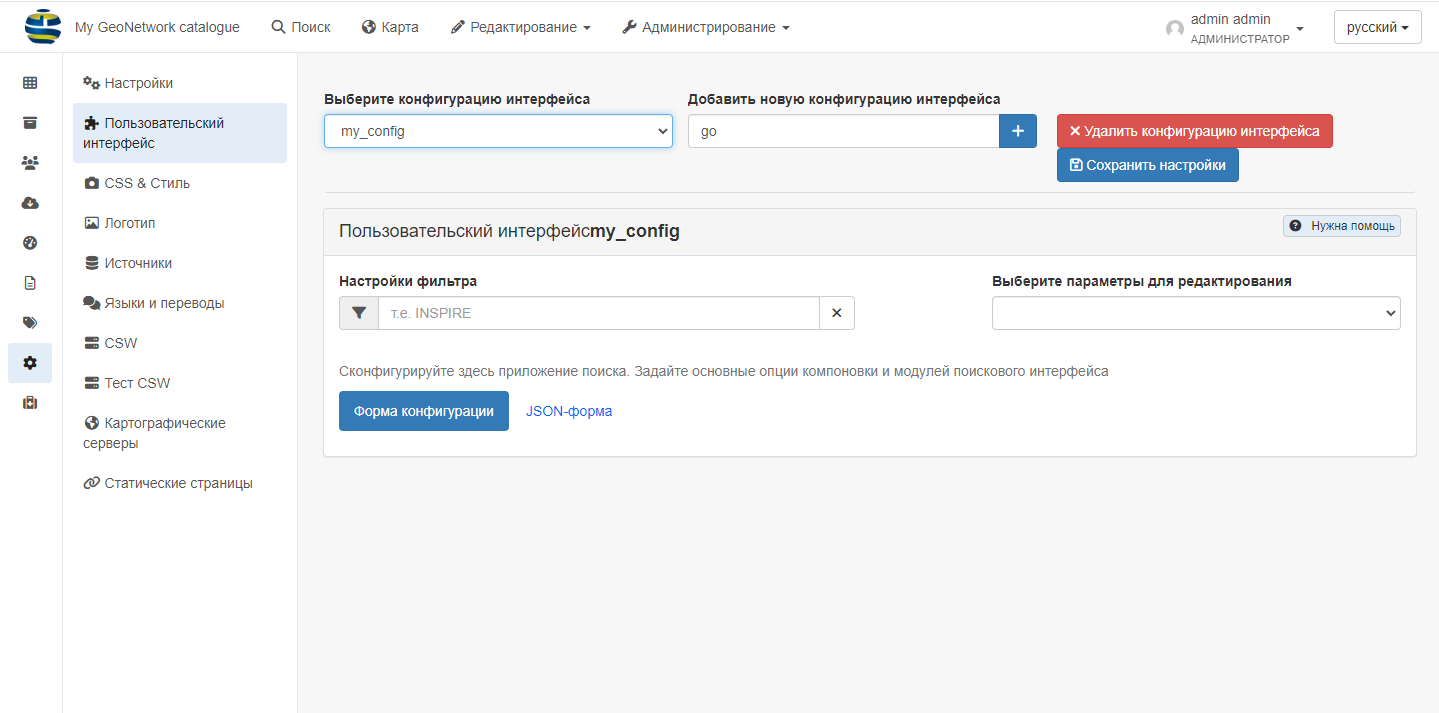 My GeoNetwork catalogue
Поиск
Карта
Редактирование
Администрирование
admin admin
АДМИНИСТРАТОР
русский
Настройки
Пользовательский
интерфейс
CSS & Стиль
Логотип
Источники
Языки и переводы
CSW
Тест CSW
Картографические
серверы
Статические страницы
Выберите конфигурацию интерфейса
Добавить новую конфигурацию интерфейса
my_config
go
Удалить конфигурацию интерфейса
Сохранить настройки
Пользовательский интерфейсmy_config
Нужна помощь
Настройки фильтра
Выберите параметры для редактирования
т.е. INSPIRE
Сконфигурируйте здесь приложение поиска. Задайте основные опции компоновки и модулей поискового интерфейса
Форма конфигурации
JSON-форма